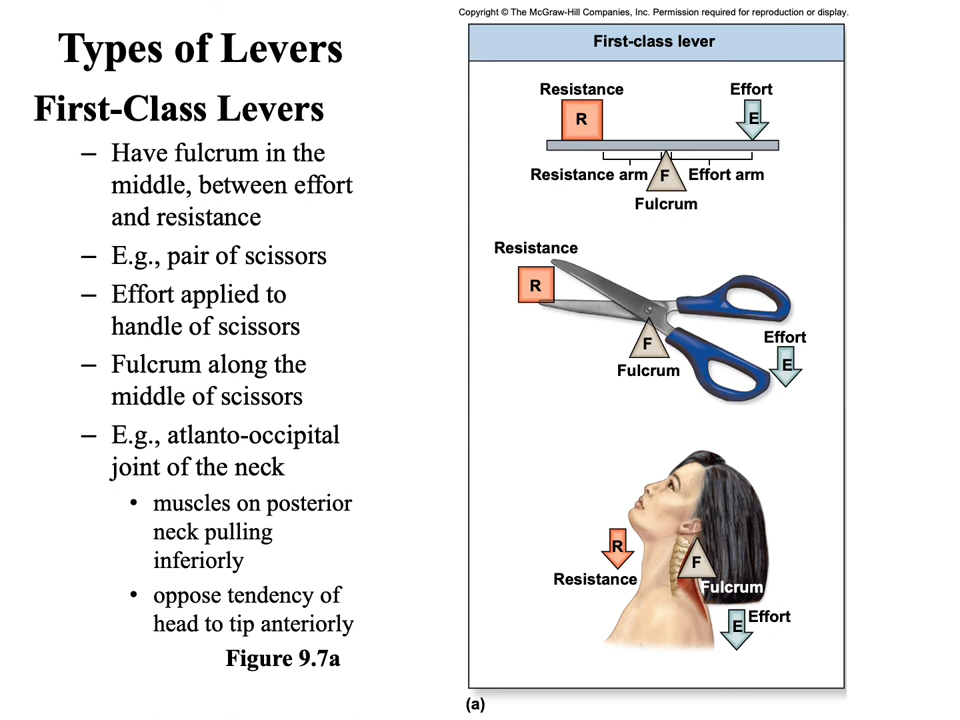 Copyright © The McGraw-Hill Companies, Inc. Permission required for reproduction or display.
Types of Levers
First-Class Levers
– Have fulcrum in the
middle, between effort
and resistance
– E.g., pair of scissors
– Effort applied to
handle of scissors
– Fulcrum along the
middle of scissors
– E.g., atlanto-occipital
joint of the neck
• muscles on posterior
neck pulling
inferiorly
• oppose tendency of
head to tip anteriorly
Figure 9.7a
First-class lever
Resistance Effort
R E
Resistance arm F Effort arm
Fulcrum
Resistance
R
F
Fulcrum
Effort
E
R
Resistance
F
Fulcrum
E Effort
(a)